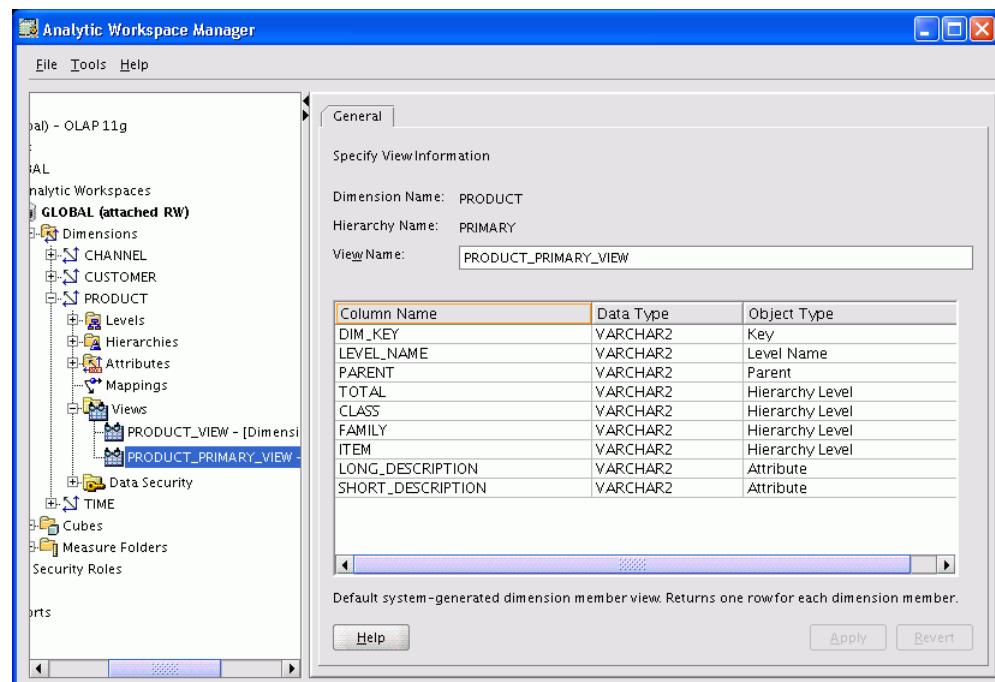 Analytic Workspace Manager
File Tools Help
bal) - OLAP 11g
:
BAL
nalytic Workspaces
GLOBAL (attached RW)
Dimensions
CHANNEL
CUSTOMER
PRODUCT
Levels
Hierarchies
Attributes
Mappings
Views
PRODUCT_VIEW - [Dimensi
PRODUCT_PRIMARY_VIEW -
Data Security
TIME
Cubes
Measure Folders
Security Roles
orts
General
Specify View Information
Dimension Name: PRODUCT
Hierarchy Name: PRIMARY
View Name: PRODUCT_PRIMARY_VIEW
Column Name Data Type Object Type
DIM_KEY VARCHAR2 Key
LEVEL_NAME VARCHAR2 Level Name
PARENT VARCHAR2 Parent
TOTAL VARCHAR2 Hierarchy Level
CLASS VARCHAR2 Hierarchy Level
FAMILY VARCHAR2 Hierarchy Level
ITEM VARCHAR2 Hierarchy Level
LONG_DESCRIPTION VARCHAR2 Attribute
SHORT_DESCRIPTION VARCHAR2 Attribute
Default system-generated dimension member view. Returns one row for each dimension member.
Help Apply Revert